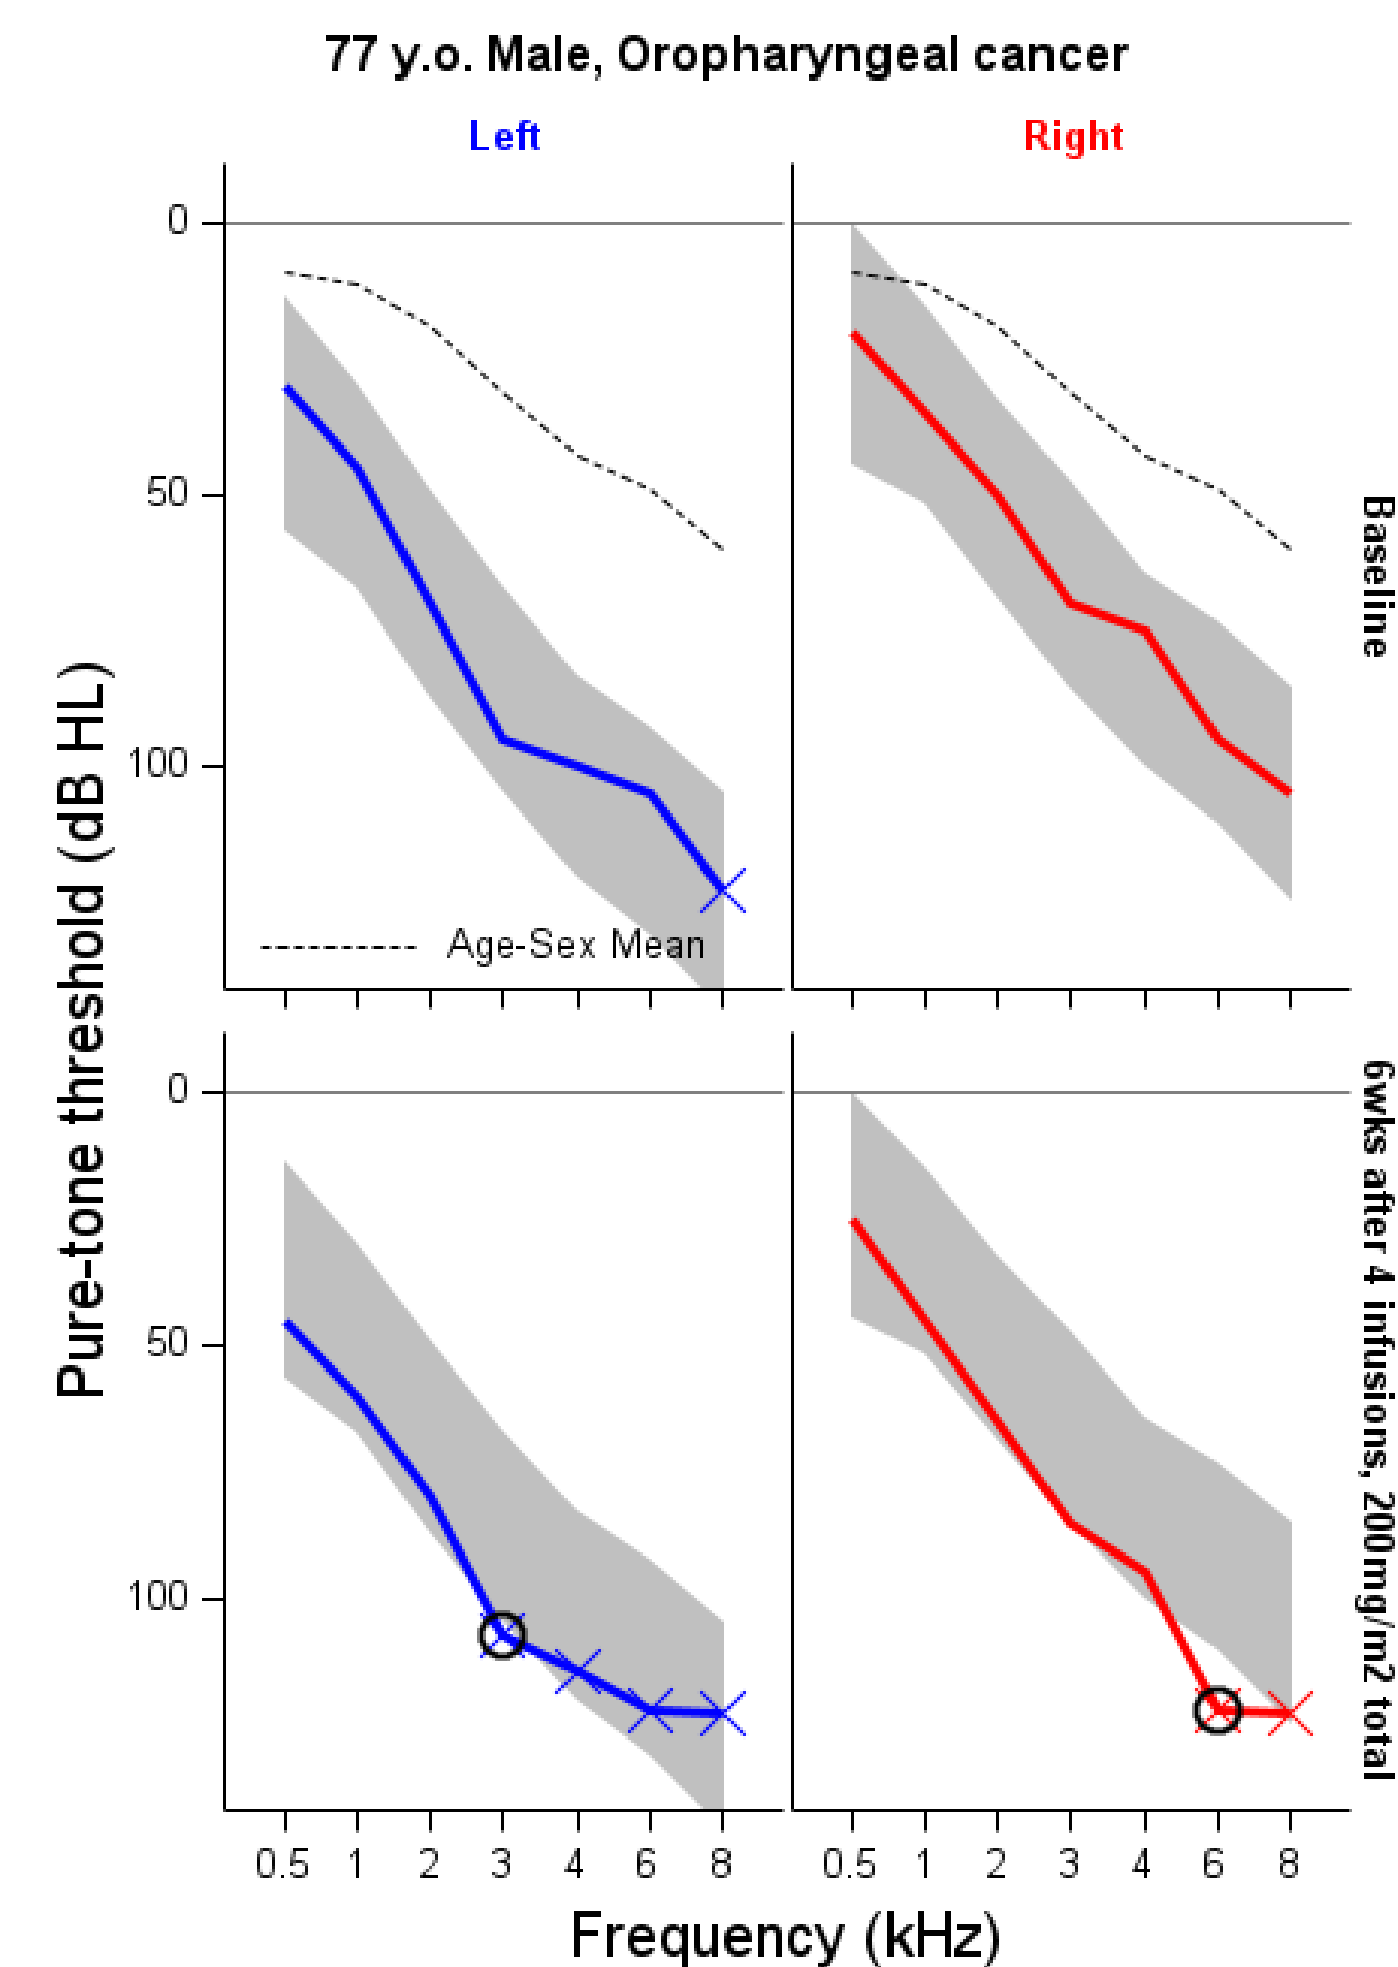 77 y.o. Male, Oropharyngeal cancer
Left
Right
0
50
100
Age-Sex Mean
Baseline
Pure-tone threshold (dB HL)
0
50
100
6wks after 4 infusions, 200mg/m2 total
0.5 1 2 3 4 6 8
0.5 1 2 3 4 6 8
Frequency (kHz)